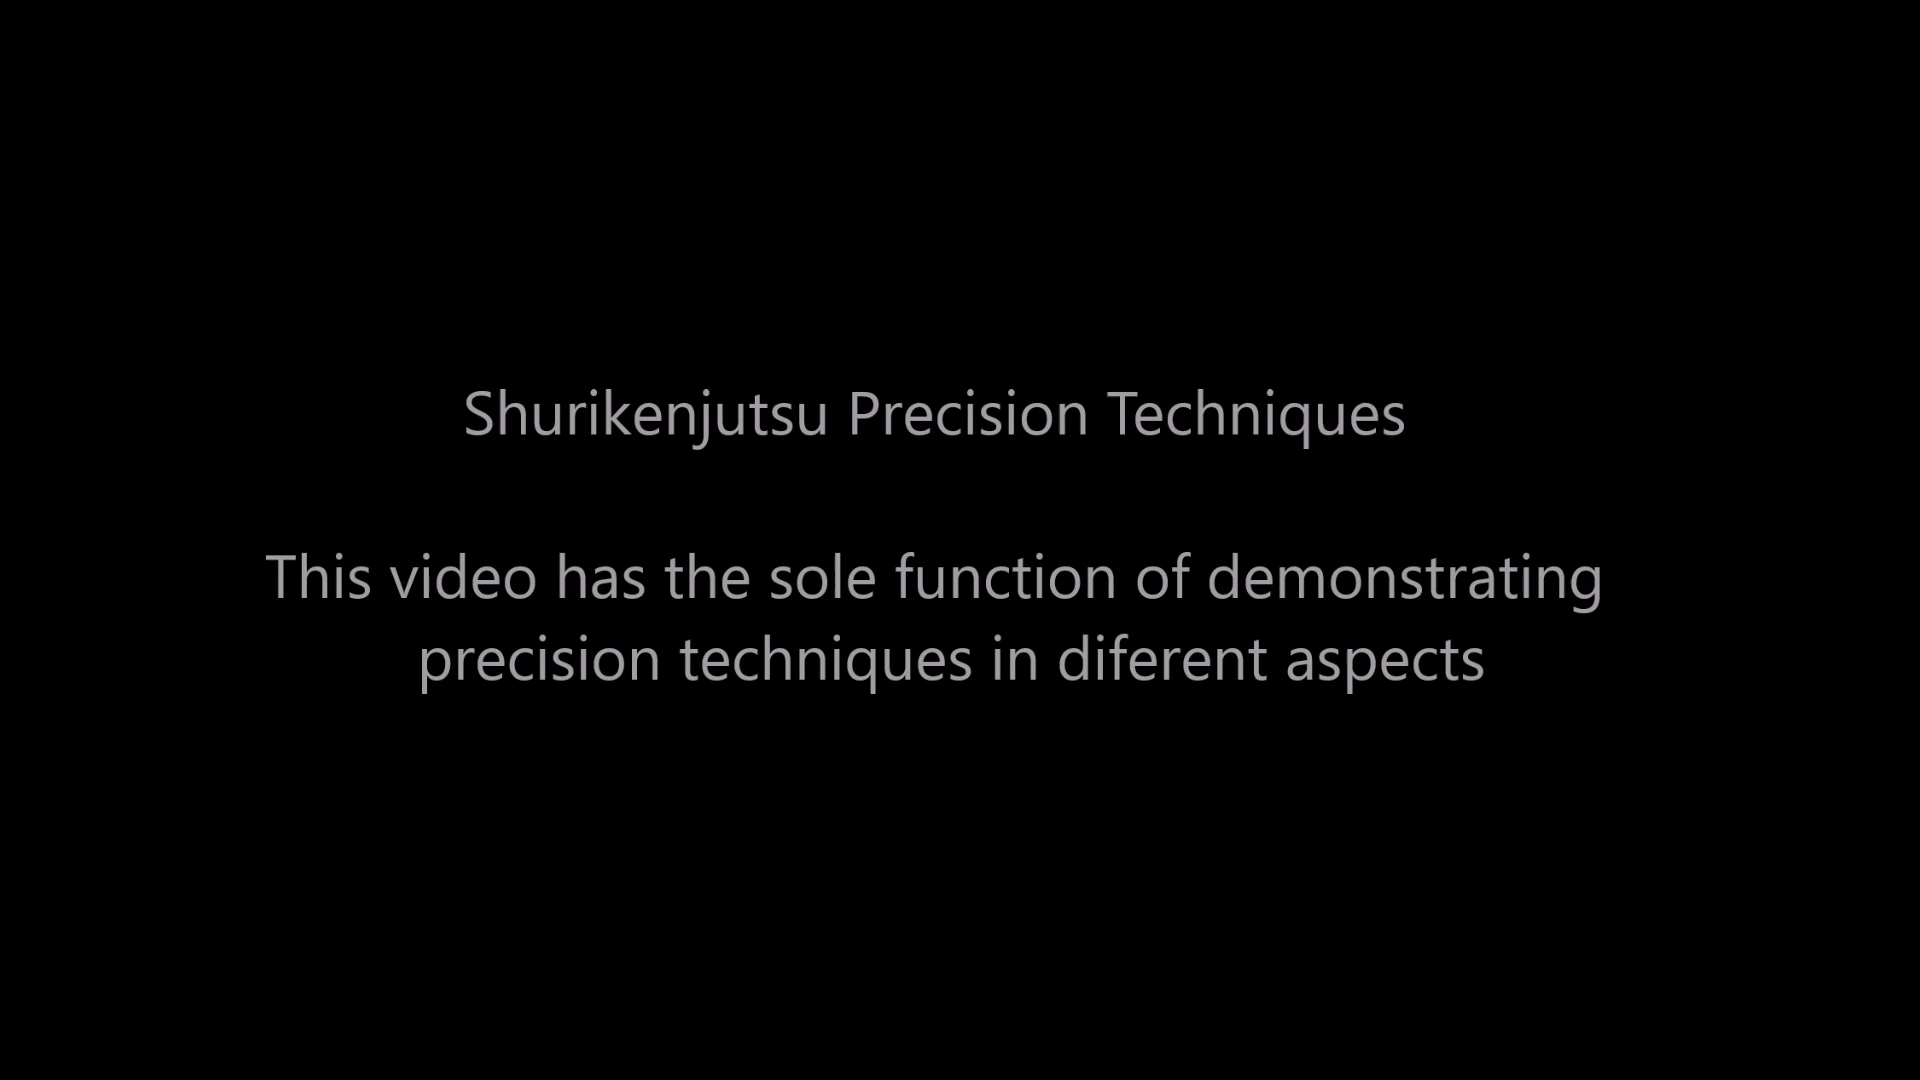 Shurikenjutsu Precision Techniques
This video has the sole function of demonstrating
precision techniques in diferent aspects